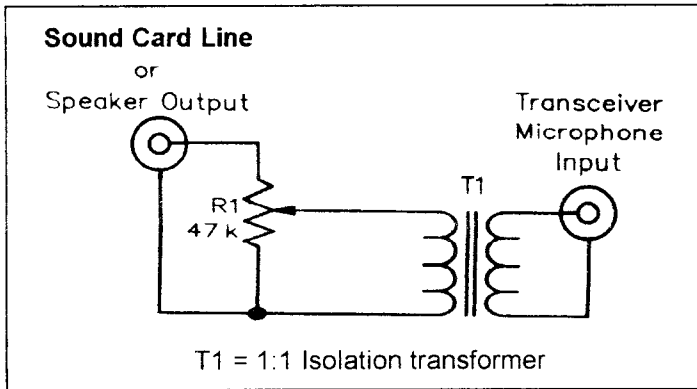 Sound Card Line
or
Speaker Output
Transceiver
Microphone
Input
T1
R1
47 k
T1 = 1:1 Isolation transformer